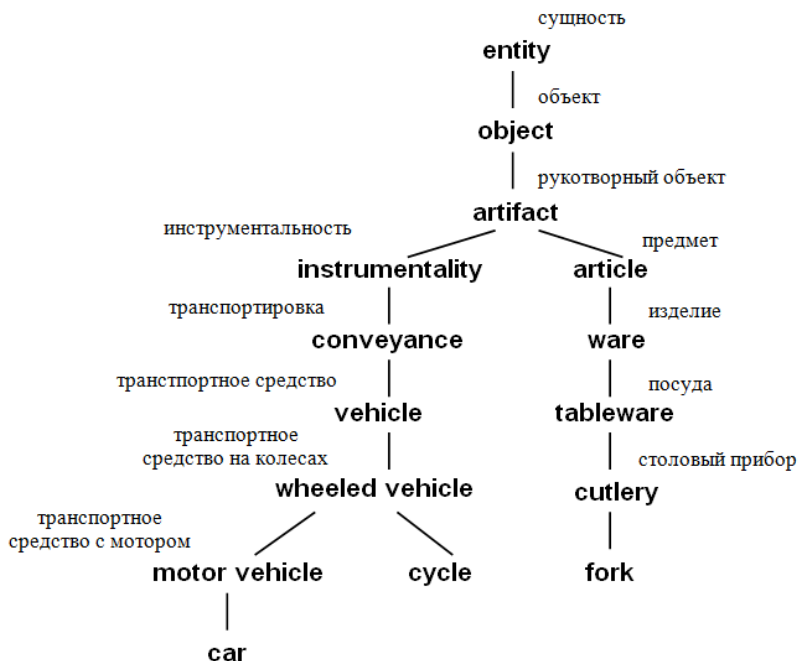 сущность
entity
объект
object
рукотворный объект
artifact
инструментальность
предмет
instrumentality
article
транспортировка
изделие
conveyance
ware
транстпортное средство
посуда
vehicle
tableware
транспортное
средство на колесах
столовый прибор
wheeled vehicle
cutlery
транспортное
средство с мотором
motor vehicle
cycle
fork
car